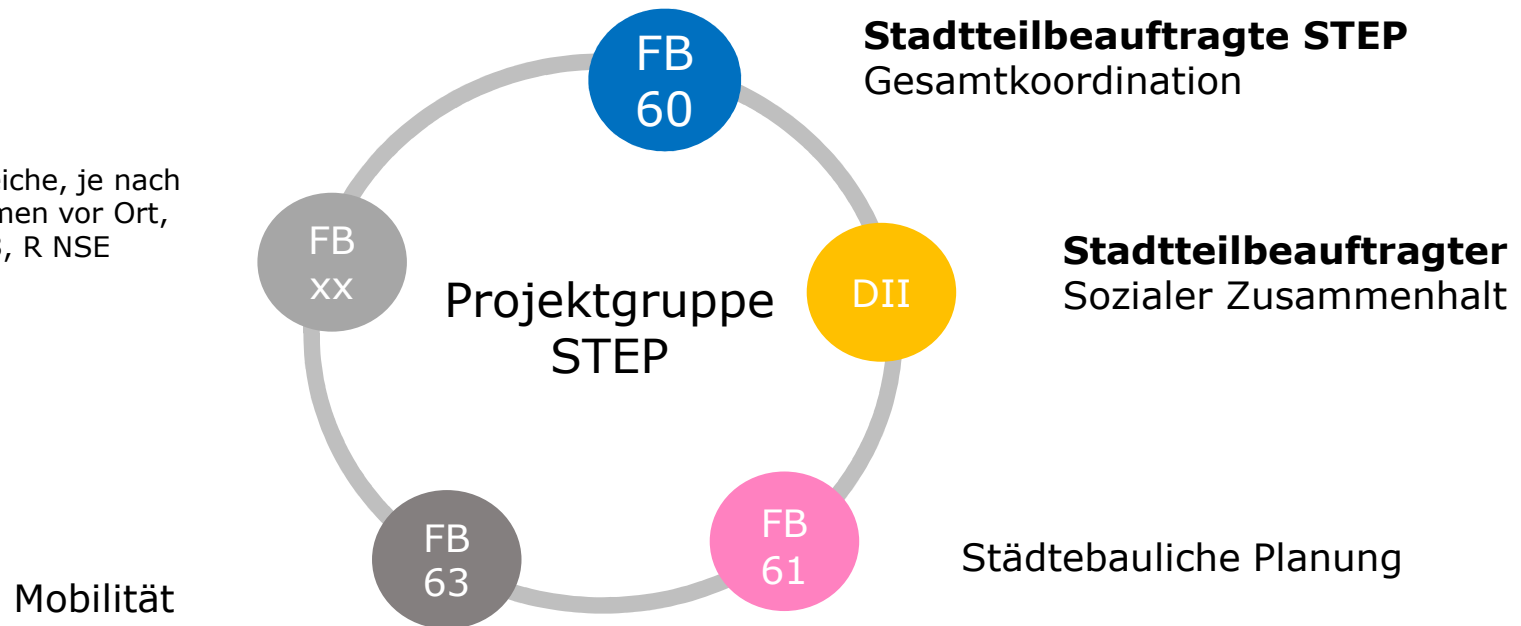 FB
60
Stadtteilbeauftragte STEP
Gesamtkoordination
iche, je nach
men vor Ort,
, R NSE
FB
xx
Projektgruppe
STEP
DII
Stadtteilbeauftragter
Sozialer Zusammenhalt
FB
63
FB
61
Städtebauliche Planung
Mobilität